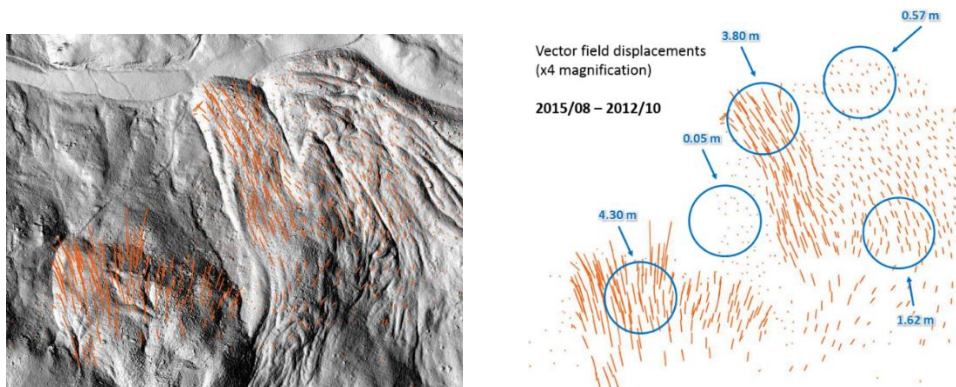 0.57 m
3.80 m
Vector field displacements
(x4 magnification)
2015/08 – 2012/10
0.05 m
4.30 m
1.62 m